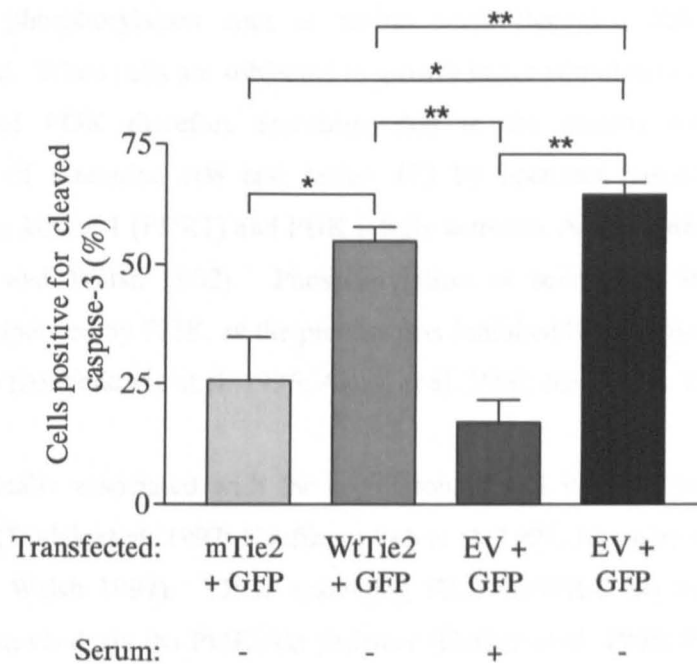 **
*
**
**
*
75
50
25
0
Cells positive for cleaved
caspase-3 (%)
Transfected: mTie2 WtTie2 EV + EV +
+ GFP + GFP GFP GFP
Serum: - - + -